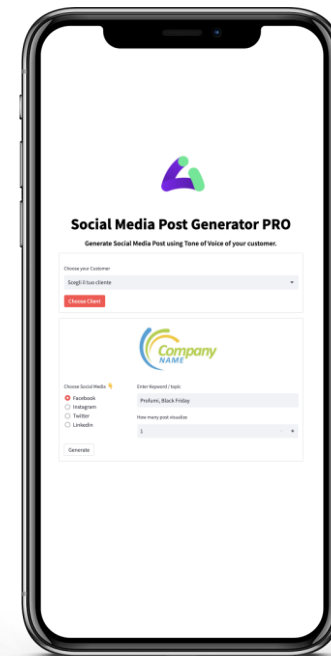 Social Media Post Generator PRO
Generate Social Media Post using Tone of Voice of your customer.
Choose your Customer
Scegli il tuo cliente
Choose Client
Company
NAME
Choose Social Media 👇
Facebook
Instagram
Twitter
Linkedin
Enter Keyword / topic
Profumi, Black Friday
How many post visualize
1
Generate